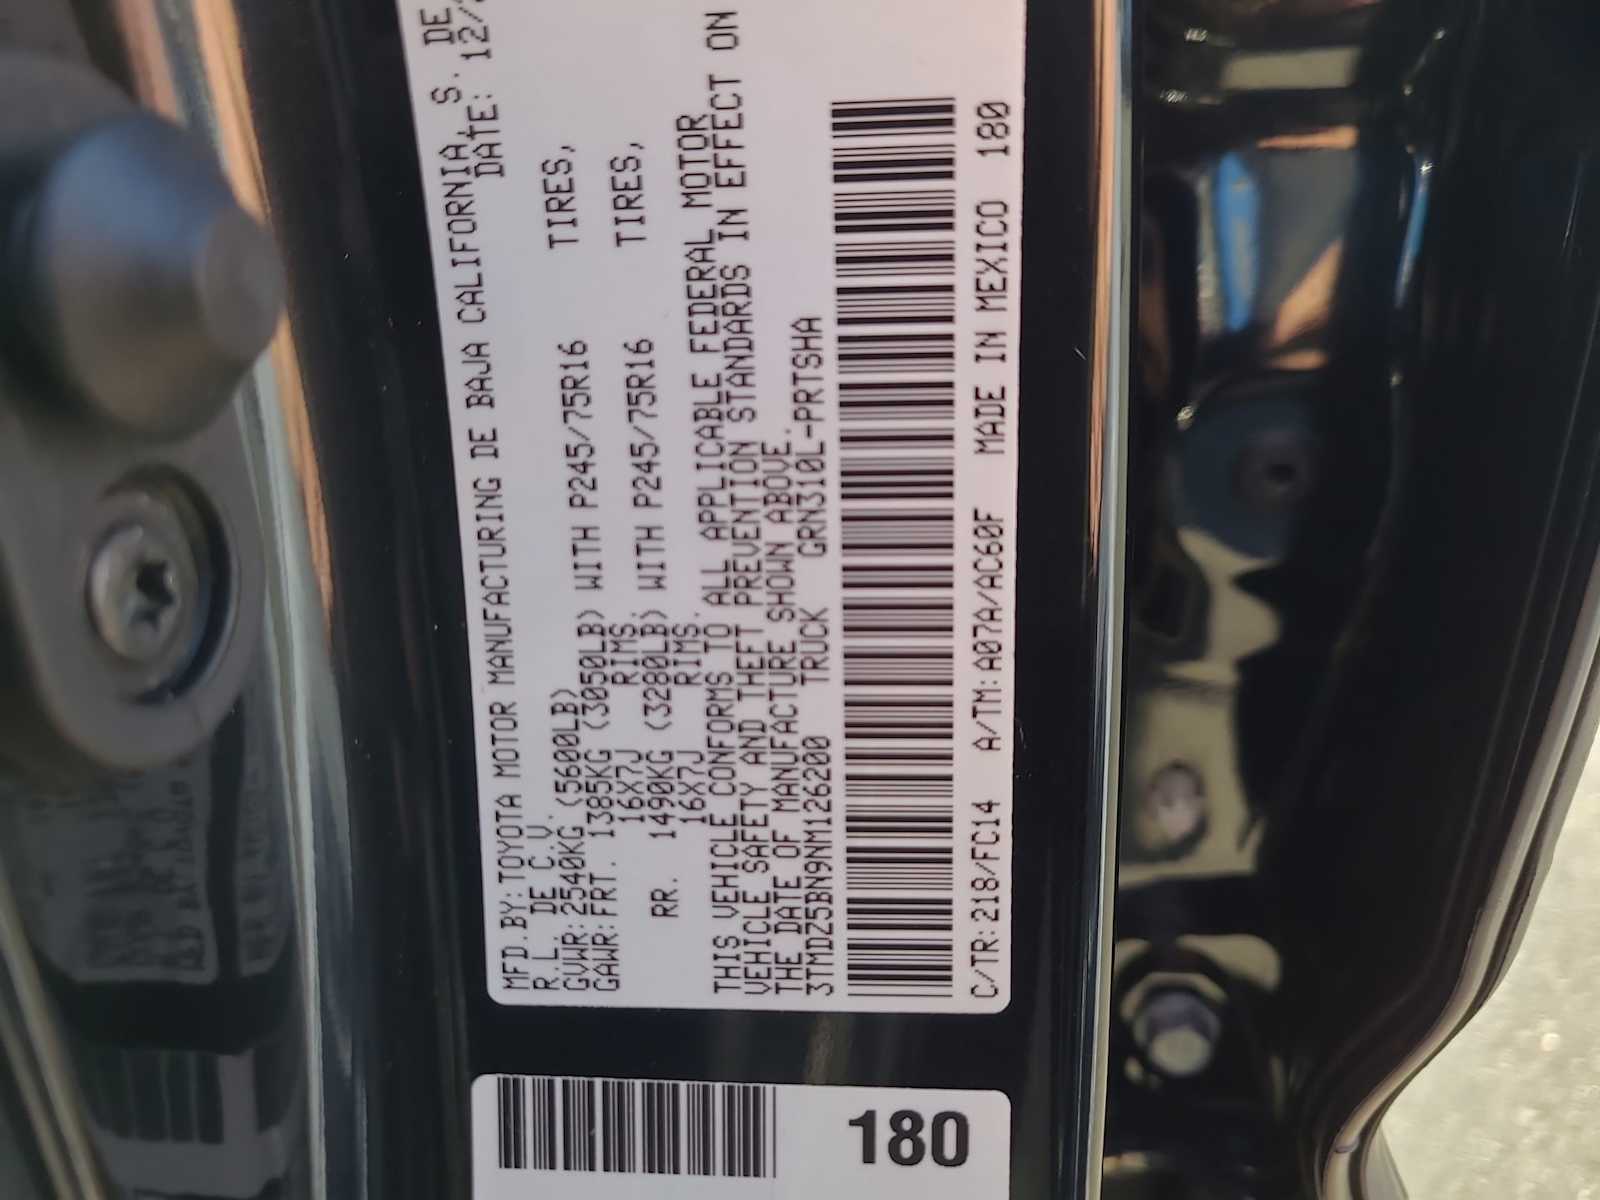 MFD.BY:TOYOTA MOTOR MANUFACTURING DE BAJA CALIFORNIA, S. DE
R.L. DE C.V. DATE: 12/
GVWR:2540KG (5600LB)
GAWR:FRT. 1385KG (3050LB) WITH P245/75R16 TIRES,
16X7J RIMS.
RR. 1490KG (3280LB) WITH P245/75R16 TIRES,
16X7J RIMS.
THIS VEHICLE CONFORMS TO ALL APPLICABLE FEDERAL MOTOR
VEHICLE SAFETY AND THEFT PREVENTION STANDARDS IN EFFECT ON
THE DATE OF MANUFACTURE SHOWN ABOVE.
3TMDZ5BN9NM126200 TRUCK GRN310L-PRTSHA
C/TR:218/FC14 A/TM:A07A/AC60F MADE IN MEXICO 180
180